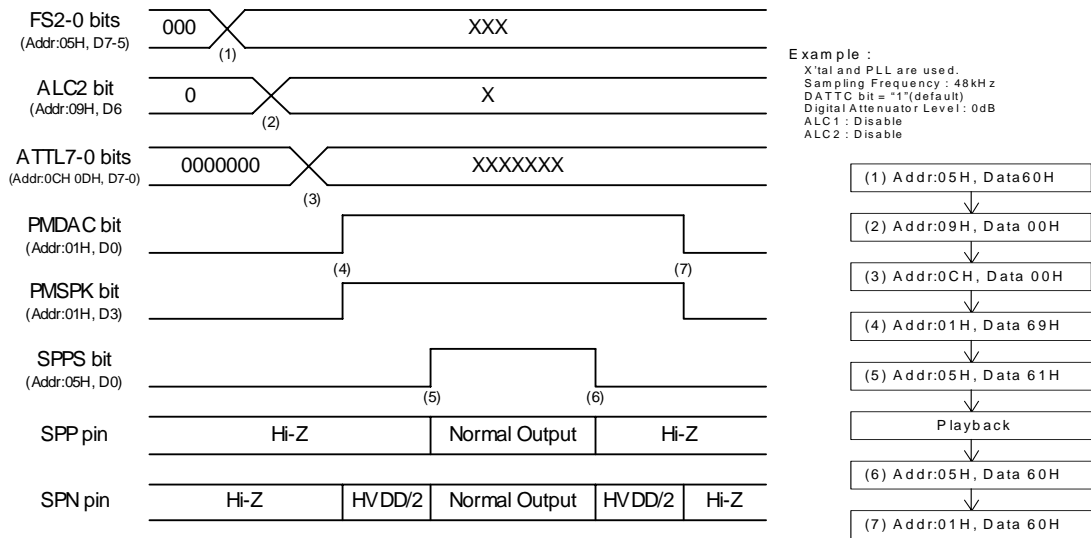 FS2-0 bits
(Addr:05H, D7-5)
000
XXX
(1)
ALC2 bit
(Addr:09H, D6
0
X
(2)
ATTL7-0 bits
(Addr:0CH 0DH, D7-0)
0000000
XXXXXXX
(3)
PMDAC bit
(Addr:01H, D0)
(4)
(7)
PMSPK bit
(Addr:01H, D3)
SPPS bit
(Addr:05H, D0)
(5)
(6)
SPP pin
Hi-Z
Normal Output
Hi-Z
SPN pin
Hi-Z
HVDD/2
Normal Output
HVDD/2
Hi-Z
Example :
X'tal and PLL are used.
Sampling Frequency : 48kHz
DATTC bit = "1"(default)
Digital Attenuator Level : 0dB
ALC1 : Disable
ALC2 : Disable
(1) Addr:05H, Data60H
(2) Addr:09H, Data 00H
(3) Addr:0CH, Data 00H
(4) Addr:01H, Data 69H
(5) Addr:05H, Data 61H
Playback
(6) Addr:05H, Data 60H
(7) Addr:01H, Data 60H